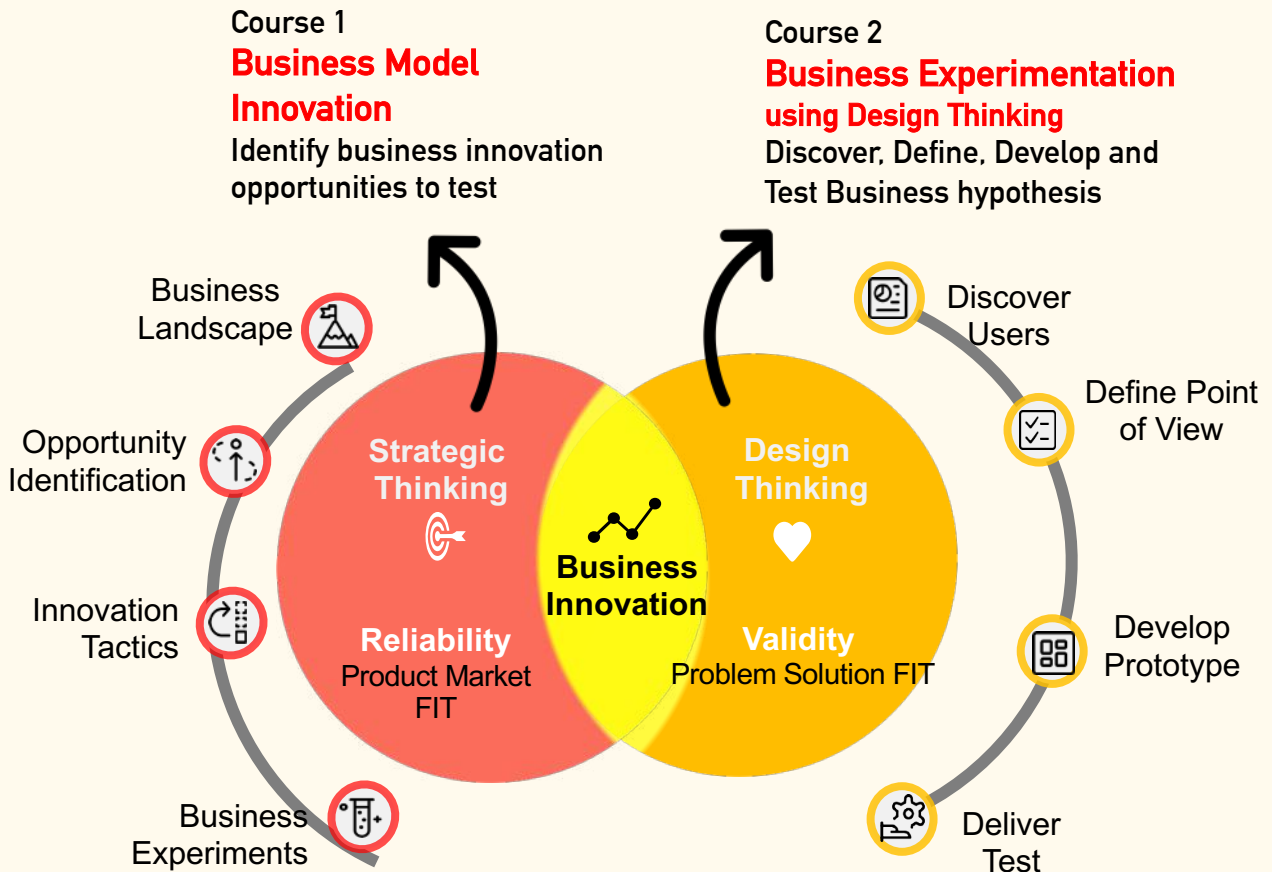 Course 1
Business Model
Innovation
Identify business innovation
opportunities to test
Course 2
Business Experimentation
using Design Thinking
Discover, Define, Develop and
Test Business hypothesis
Business
Landscape
Opportunity
Identification
Innovation
Tactics
Business
Experiments
Strategic
Thinking
Reliability
Product Market
FIT
Business
Innovation
Design
Thinking
Validity
Problem Solution FIT
Discover
Users
Define Point
of View
Develop
Prototype
Deliver
Test